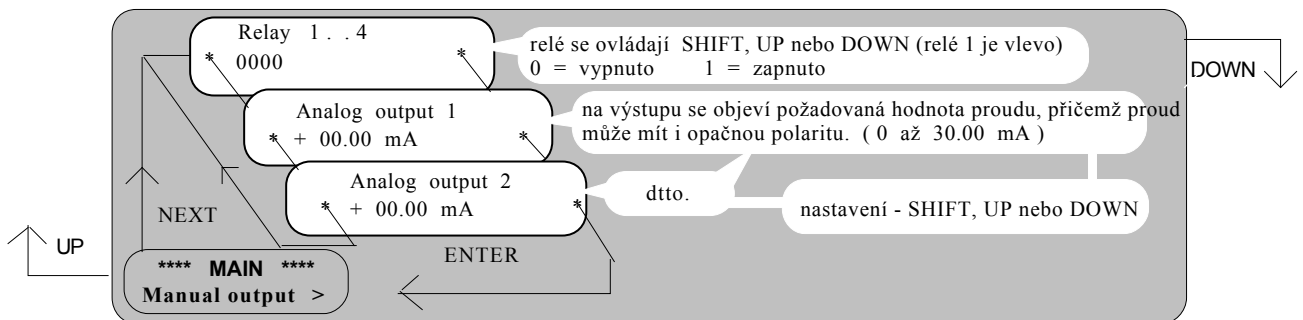 Relay 1 . . 4
* 0000 *
relé se ovládají SHIFT, UP nebo DOWN (relé 1 je vlevo)
0 = vypnuto 1 = zapnuto
DOWN
Analog output 1
* + 00.00 mA *
na výstupu se objeví požadovaná hodnota proudu, přičemž proud
může mít i opačnou polaritu. ( 0 až 30.00 mA )
Analog output 2
* + 00.00 mA *
dtto.
nastavení - SHIFT, UP nebo DOWN
NEXT
UP
ENTER
**** MAIN ****
Manual output >